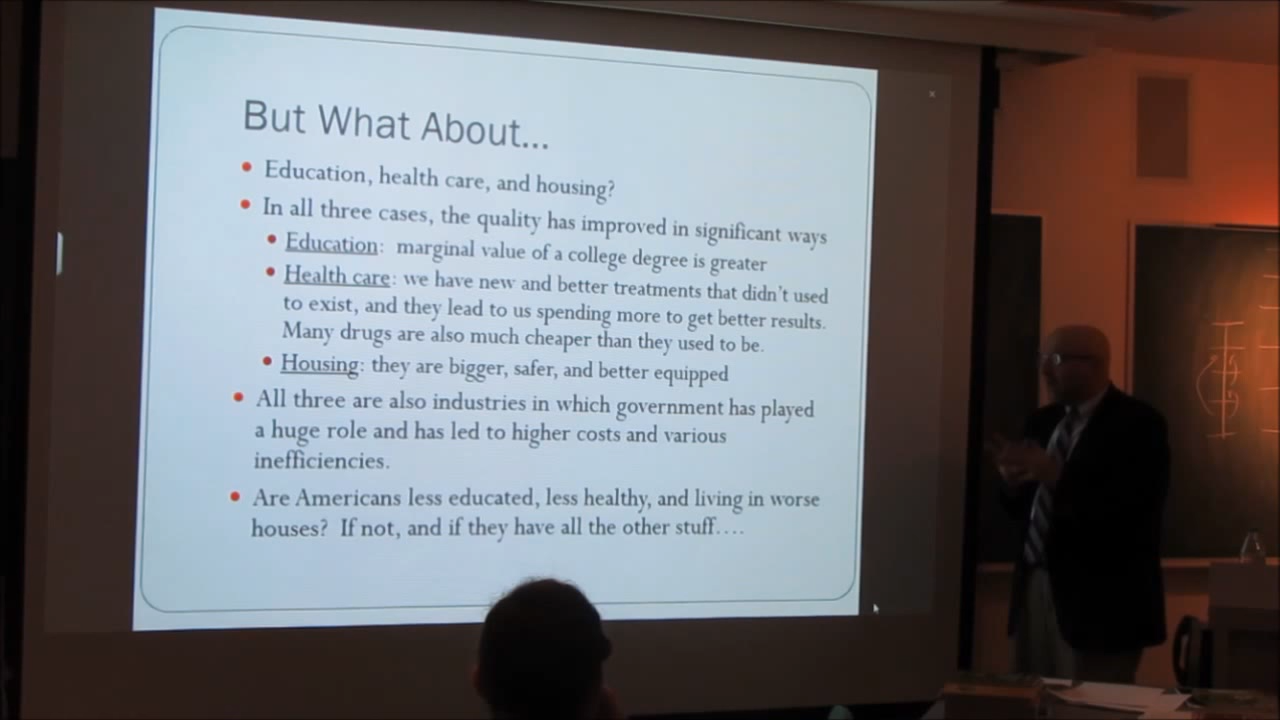 But What About...
Education, health care, and housing?
In all three cases, the quality has improved in significant ways
Education: marginal value of a college degree is greater
Health care: we have new and better treatments that didn't used
to exist, and they lead to us spending more to get better results.
Many drugs are also much cheaper than they used to be.
Housing: they are bigger, safer, and better equipped
All three are also industries in which government has played
a huge role and has led to higher costs and various
inefficiencies.
Are Americans less educated, less healthy, and living in worse
houses? If not, and if they have all the other stuff....